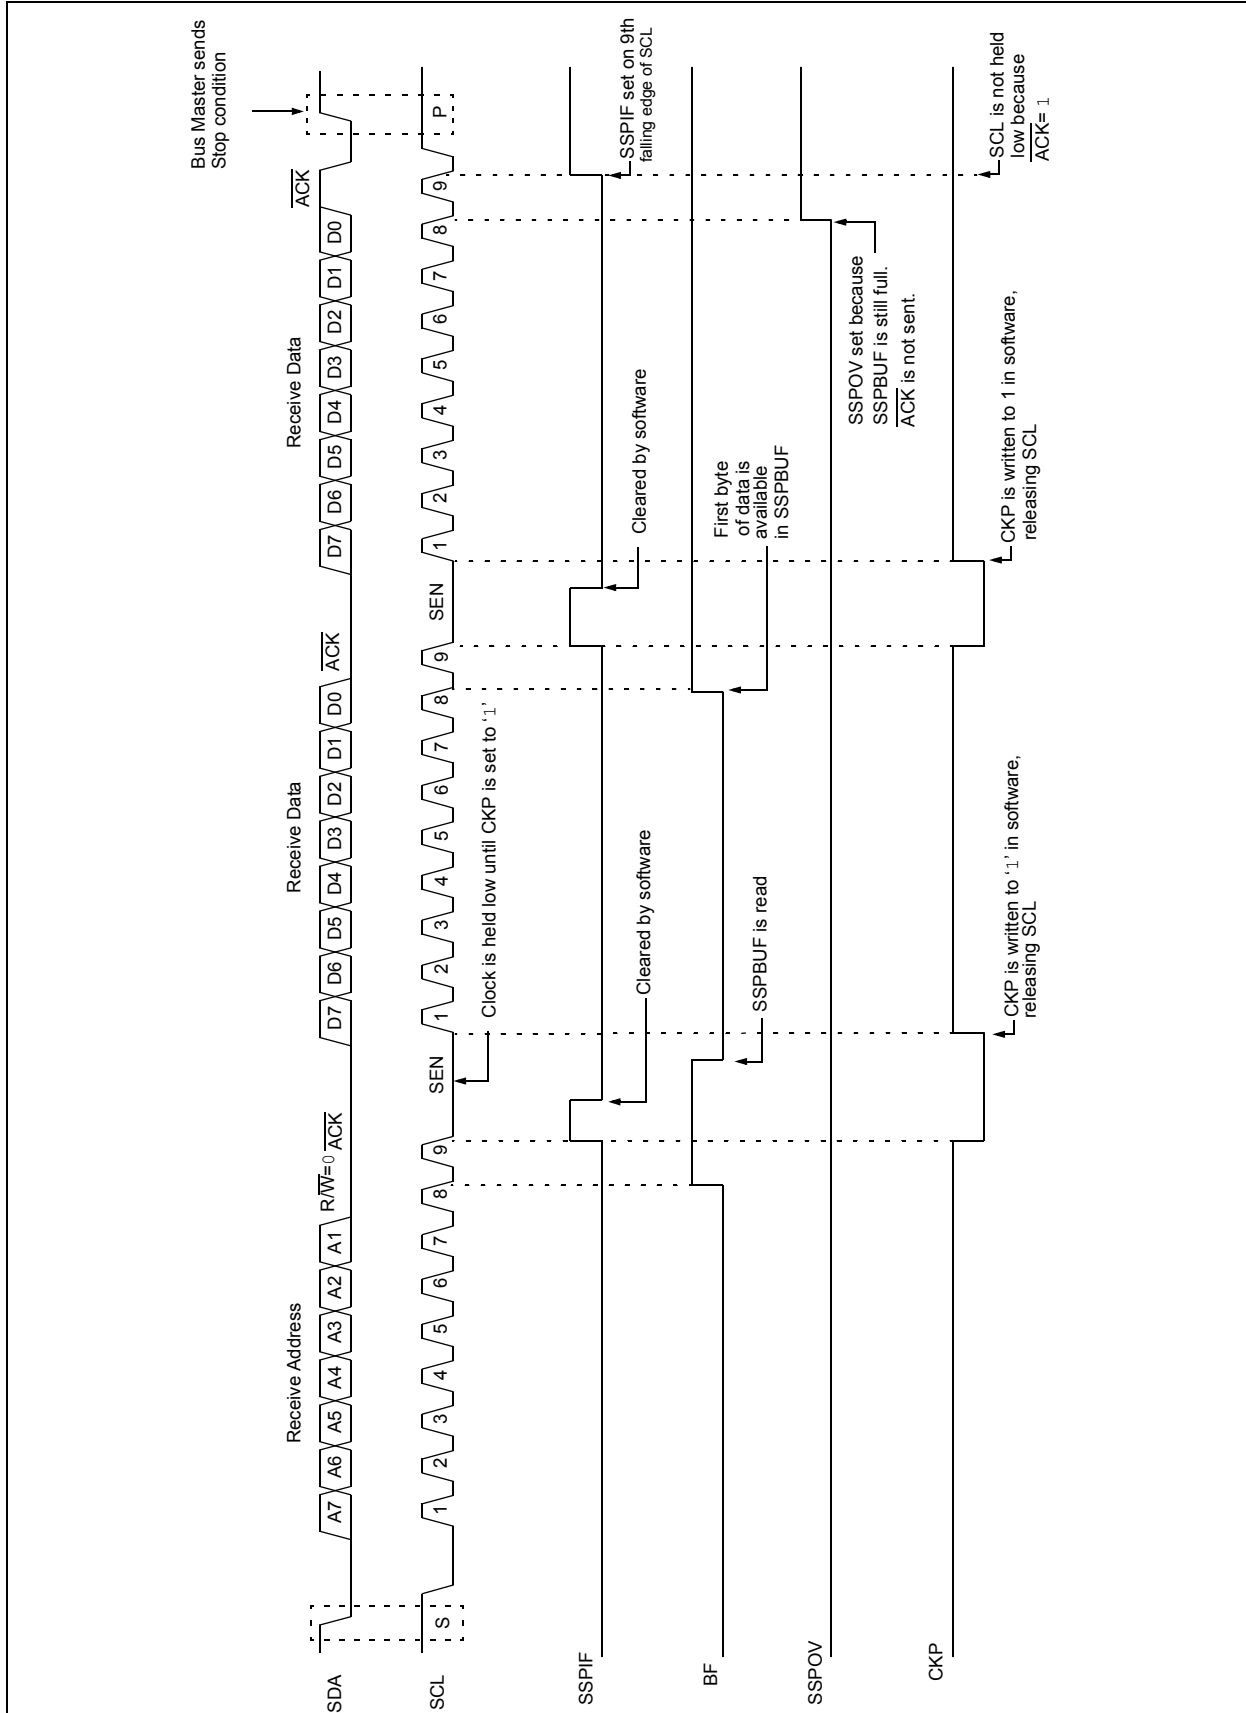 Bus Master sends
Stop condition
Receive Address
Receive Data
Receive Data
SDA
A7 A6 A5 A4 A3 A2 A1 R/W=0 ACK D7 D6 D5 D4 D3 D2 D1 D0 ACK D7 D6 D5 D4 D3 D2 D1 D0 ACK
SCL
S 1 2 3 4 5 6 7 8 9 SEN 1 2 3 4 5 6 7 8 9 SEN 1 2 3 4 5 6 7 8 9 P
Clock is held low until CKP is set to ‘1’
SSPIF
Cleared by software
Cleared by software
SSPIF set on 9th
falling edge of SCL
BF
SSPBUF is read
First byte
of data is
available
in SSPBUF
SSPOV
SSPOV set because
SSPBUF is still full.
ACK is not sent.
CKP
CKP is written to ‘1’ in software,
releasing SCL
CKP is written to 1 in software,
releasing SCL
SCL is not held
low because
ACK= 1